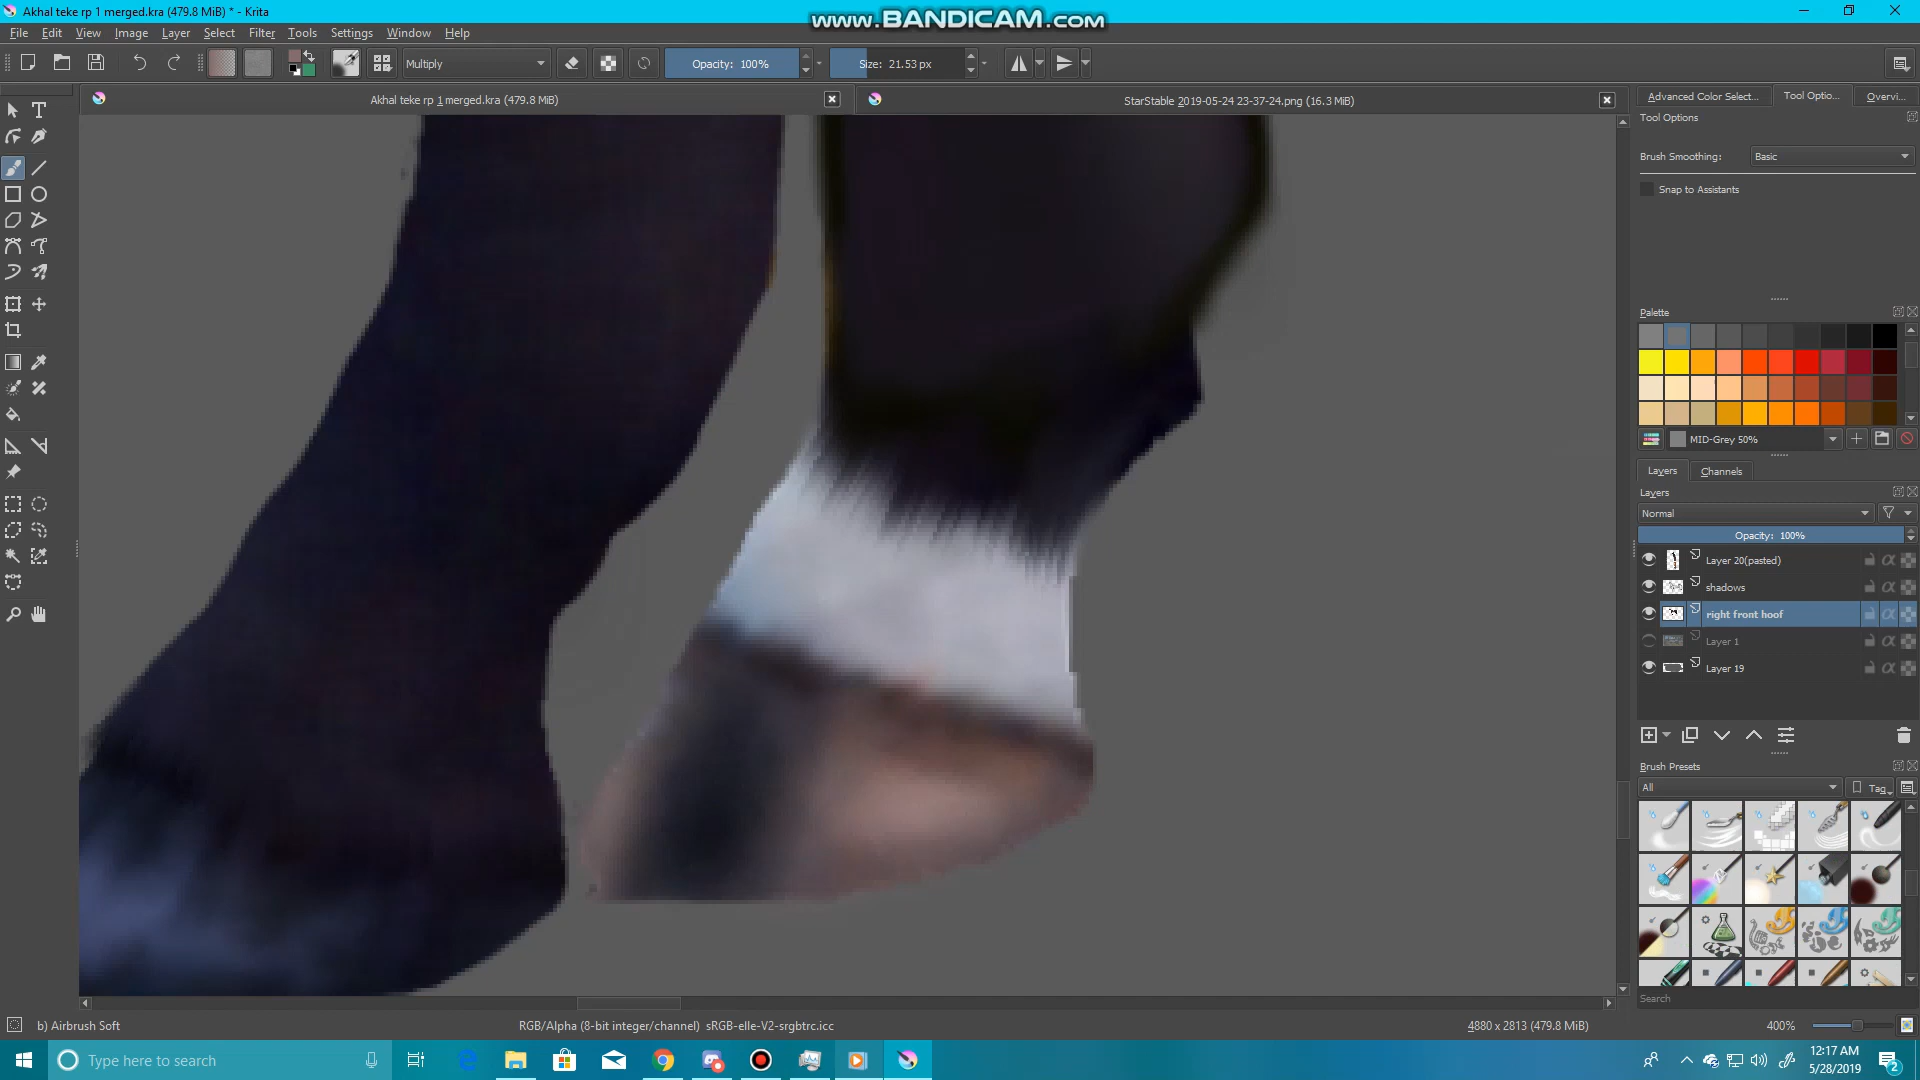 Akhal teke rp 1 merged.kra (479.8 MiB) * - Krita
www.BANDICAM.com
File Edit View Image Layer Select Filter Tools Settings Window Help
Multiply
Opacity: 100%
Size: 21.53 px
Akhal teke rp 1 merged.kra (479.8 MiB)
StarStable 2019-05-24 23-37-24.png (16.3 MiB)
Advanced Color Select...
Tool Optio...
Overvi...
Tool Options
Brush Smoothing:
Basic
Snap to Assistants
Palette
MID-Grey 50%
Layers
Channels
Layers
Normal
Opacity: 100%
Layer 20(pasted)
shadows
right front hoof
Layer 1
Layer 19
Brush Presets
All
Tag
Search
b) Airbrush Soft
RGB/Alpha (8-bit integer/channel) sRGB-elle-V2-srgbtrc.icc
4880 x 2813 (479.8 MiB)
400%
Type here to search
12:17 AM
5/28/2019
2